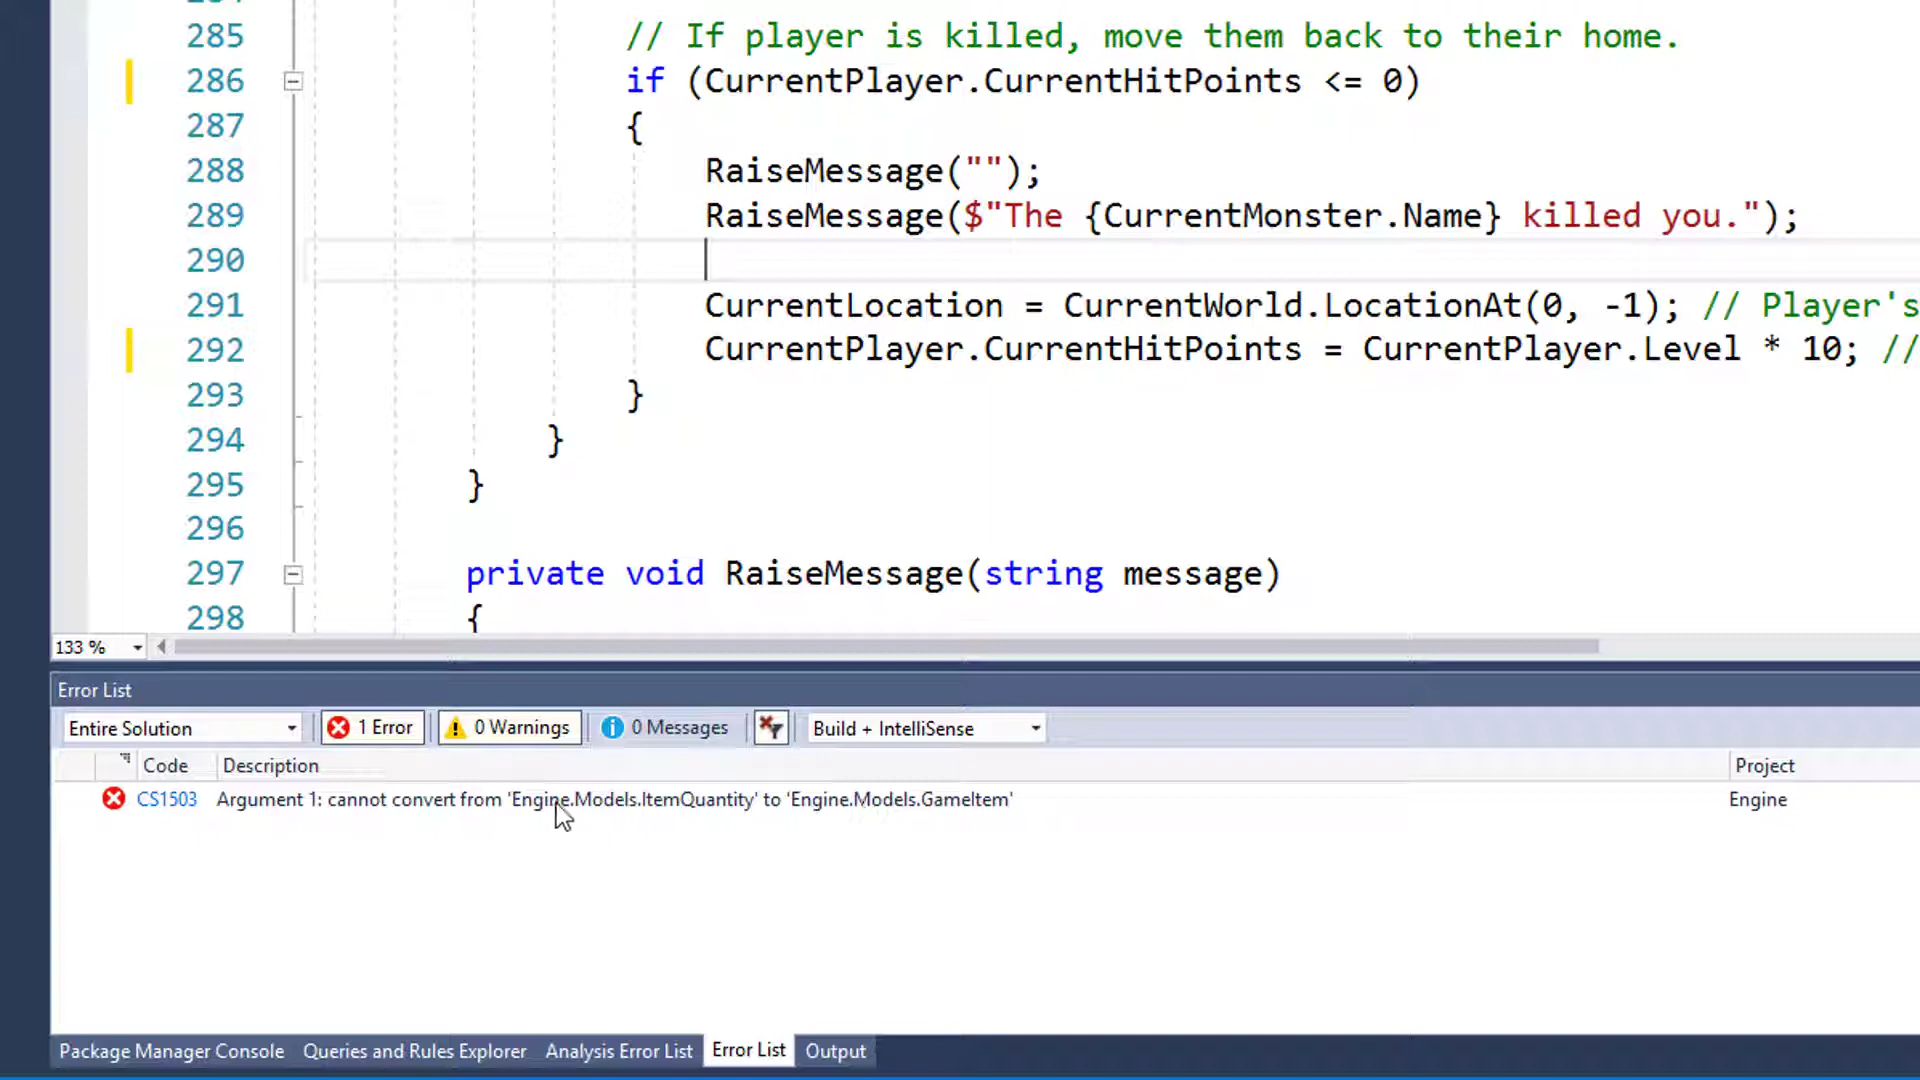 285 // If player is killed, move them back to their home.
286 if (CurrentPlayer.CurrentHitPoints <= 0)
287 {
288 RaiseMessage("");
289 RaiseMessage($"The {CurrentMonster.Name} killed you.");
290
291 CurrentLocation = CurrentWorld.LocationAt(0, -1); // Player's
292 CurrentPlayer.CurrentHitPoints = CurrentPlayer.Level * 10; //
293 }
294 }
295 }
296
297 private void RaiseMessage(string message)
298 {
133 %
Error List
Entire Solution 1 Error 0 Warnings 0 Messages Build + IntelliSense
Code Description Project
CS1503 Argument 1: cannot convert from 'Engine.Models.ItemQuantity' to 'Engine.Models.GameItem' Engine
Package Manager Console Queries and Rules Explorer Analysis Error List Error List Output